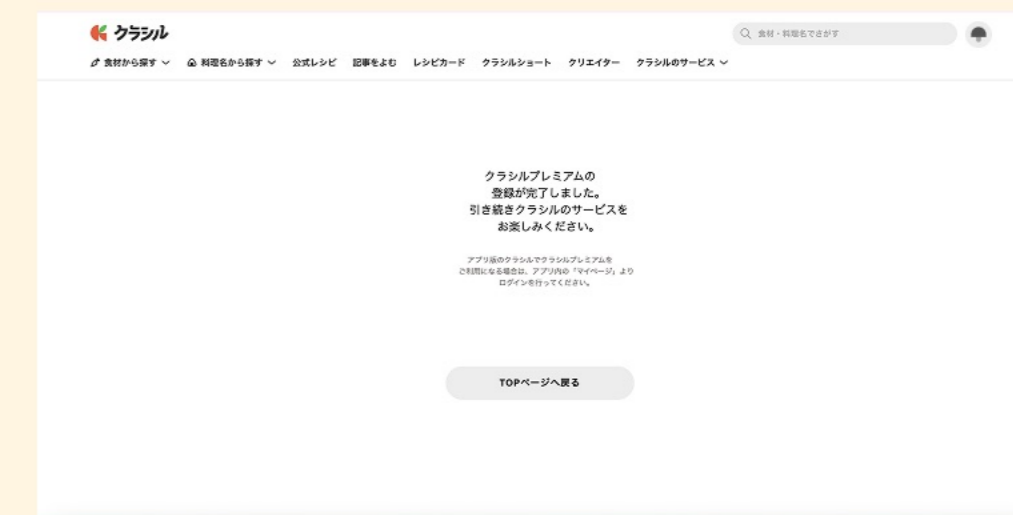 クラシル
食材・料理名でさがす
食材から探す
料理名から探す
公式レシピ
記事をよむ
レシピカード
クラシルショート
クリエイター
クラシルのサービス
クラシルプレミアムの
登録が完了しました。
引き続きクラシルのサービスを
お楽しみください。
アプリ版のクラシルでクラシルプレミアムを
ご利用になる場合は、アプリ内の「マイページ」より
ログインを行ってください。
TOPページへ戻る